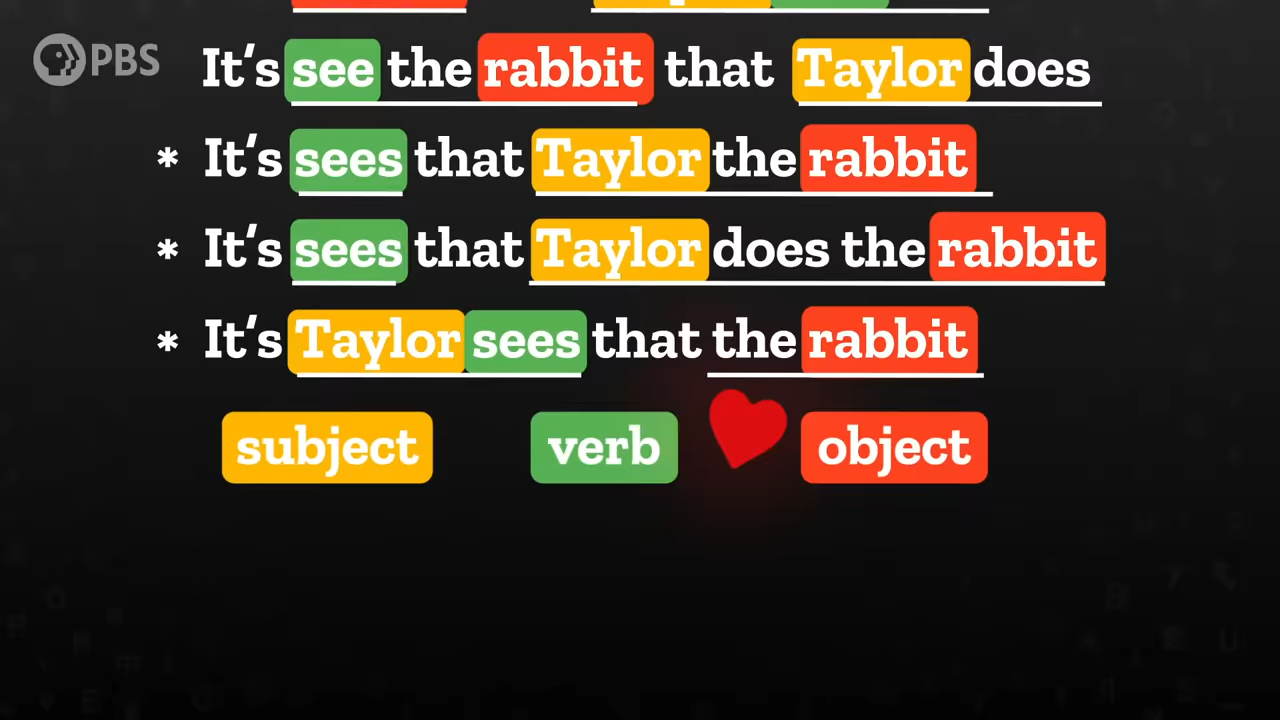 PBS
It's see the rabbit that Taylor does
* It's sees that Taylor the rabbit
* It's sees that Taylor does the rabbit
* It's Taylor sees that the rabbit
subject verb object